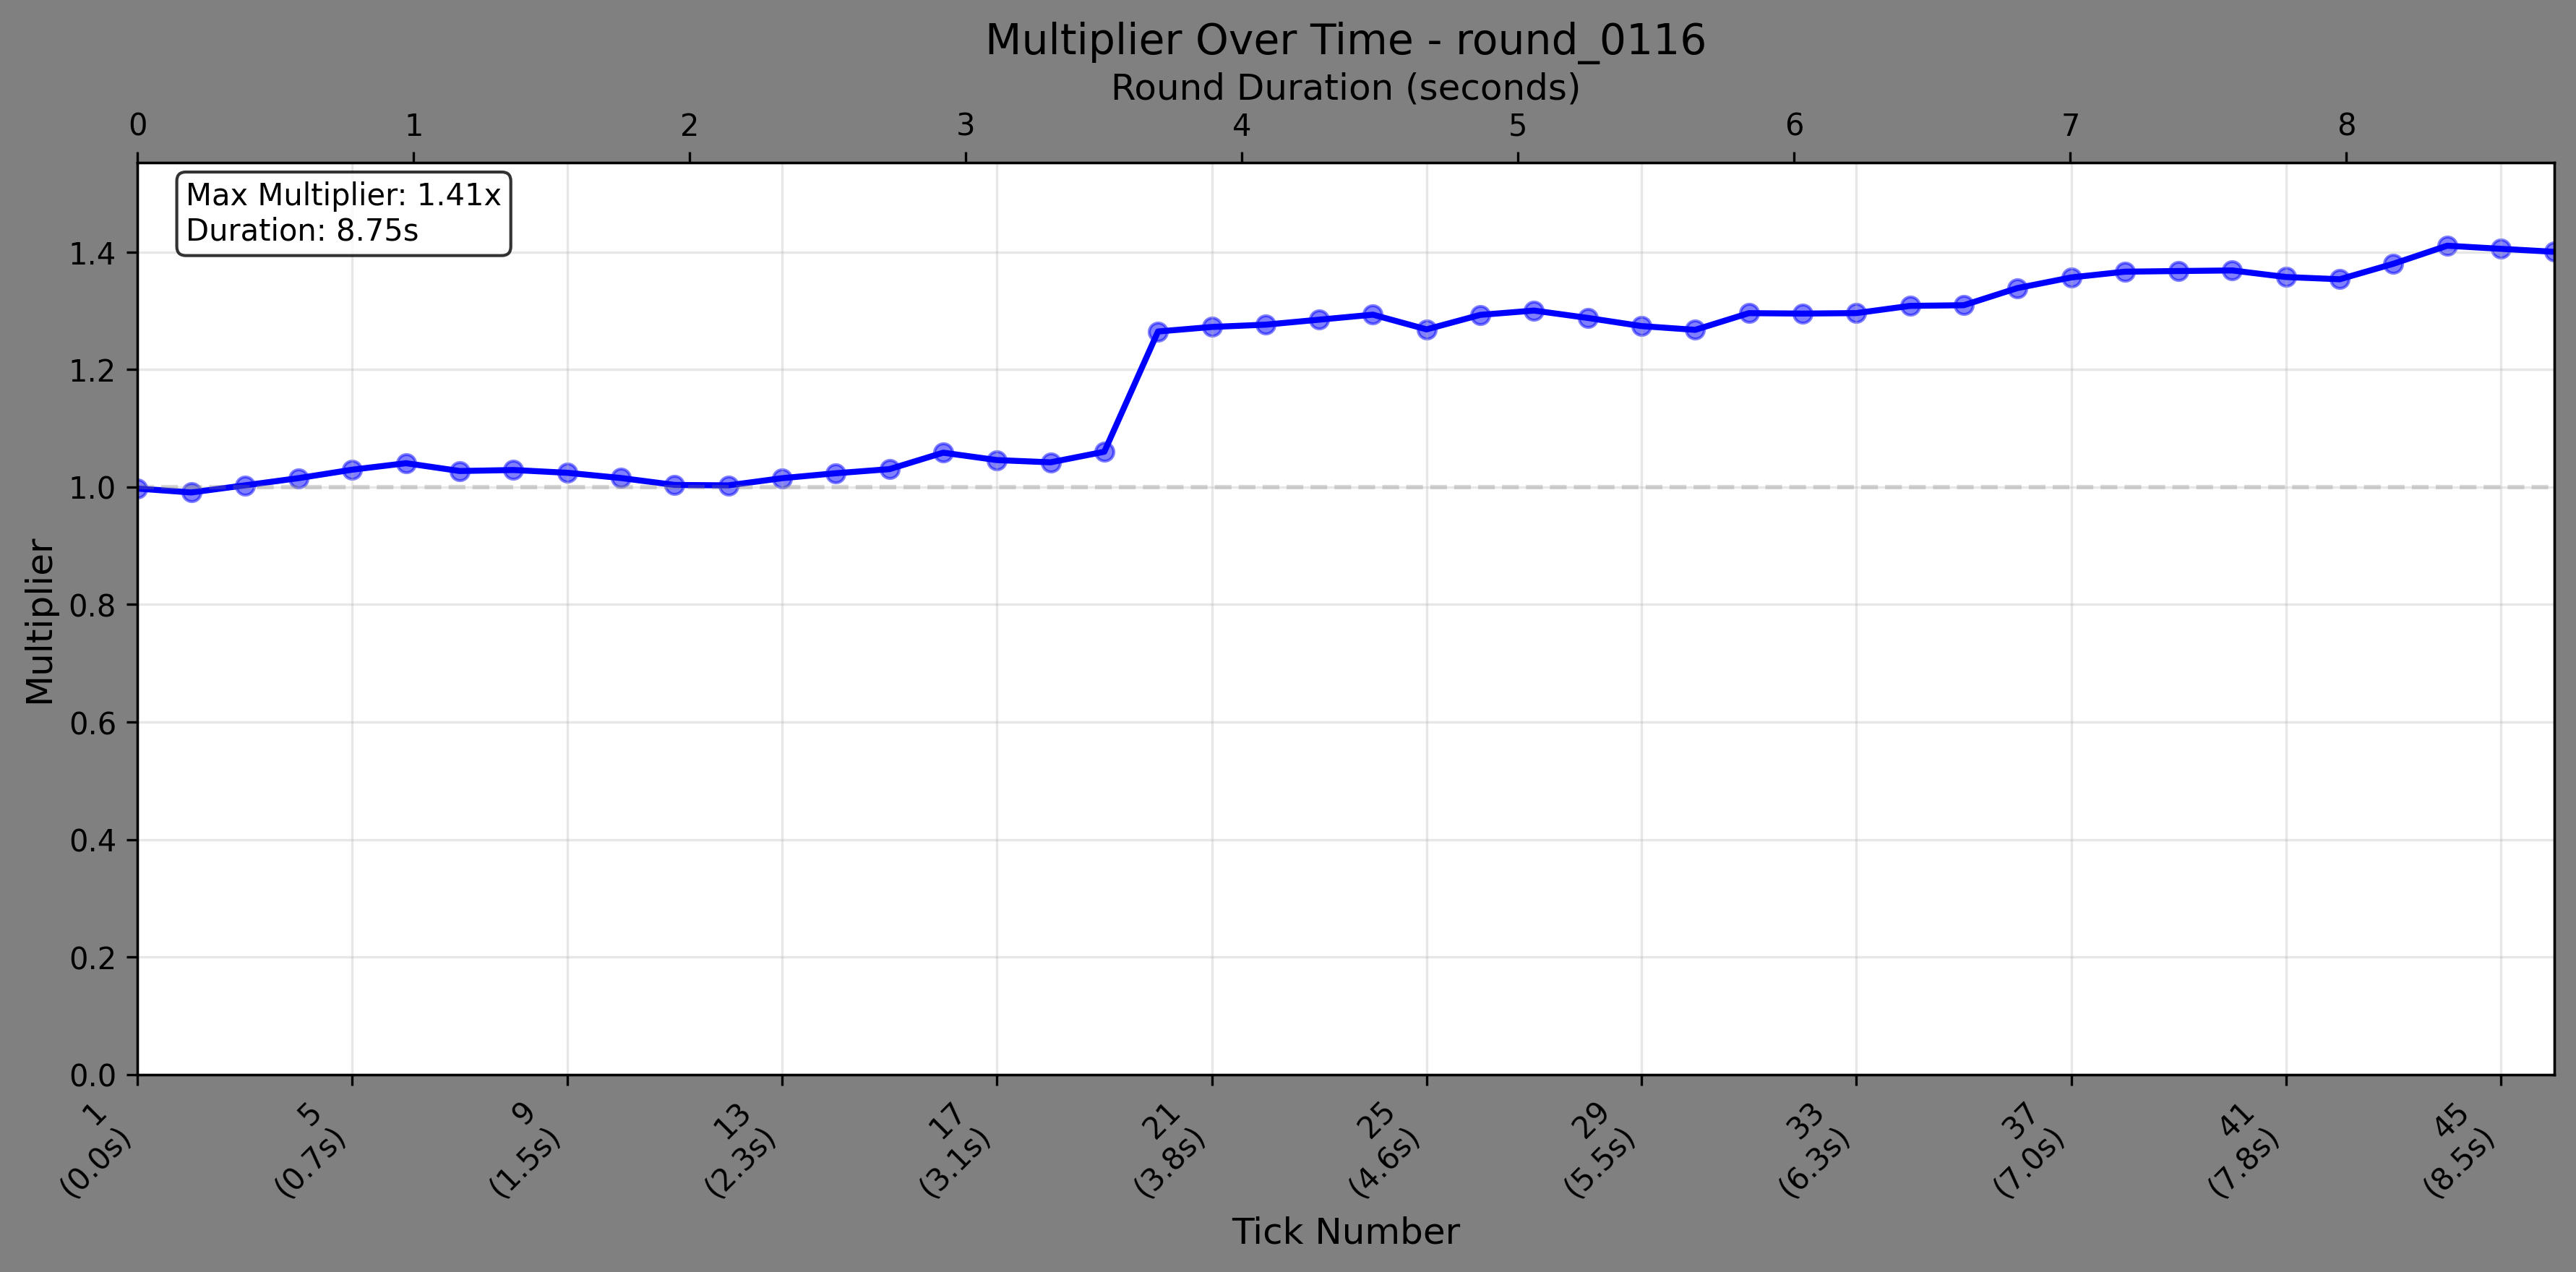 Multiplier Over Time - round_0116
Round Duration (seconds)
0 1 2 3 4 5 6 7 8
Max Multiplier: 1.41x
Duration: 8.75s
1.4
1.2
1.0
0.8
0.6
0.4
0.2
0.0
Multiplier
1
(0.0s)
5
(0.7s)
9
(1.5s)
13
(2.3s)
17
(3.1s)
21
(3.8s)
25
(4.6s)
29
(5.5s)
33
(6.3s)
37
(7.0s)
41
(7.8s)
45
(8.5s)
Tick Number